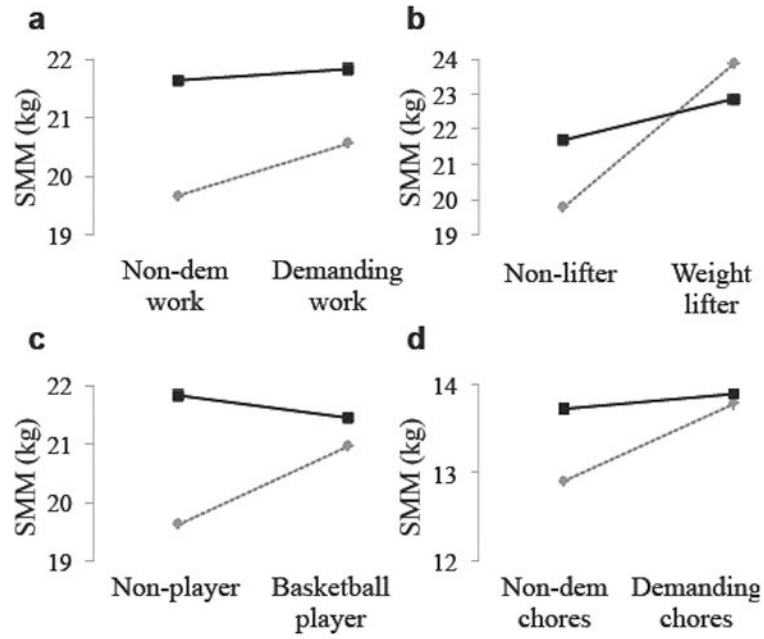 a
SMM (kg)
22
21
20
19
Non-dem work
Demanding work
b
SMM (kg)
24
23
22
21
20
19
Non-lifter
Weight lifter
c
SMM (kg)
22
21
20
19
Non-player
Basketball player
d
SMM (kg)
14
13
12
Non-dem chores
Demanding chores